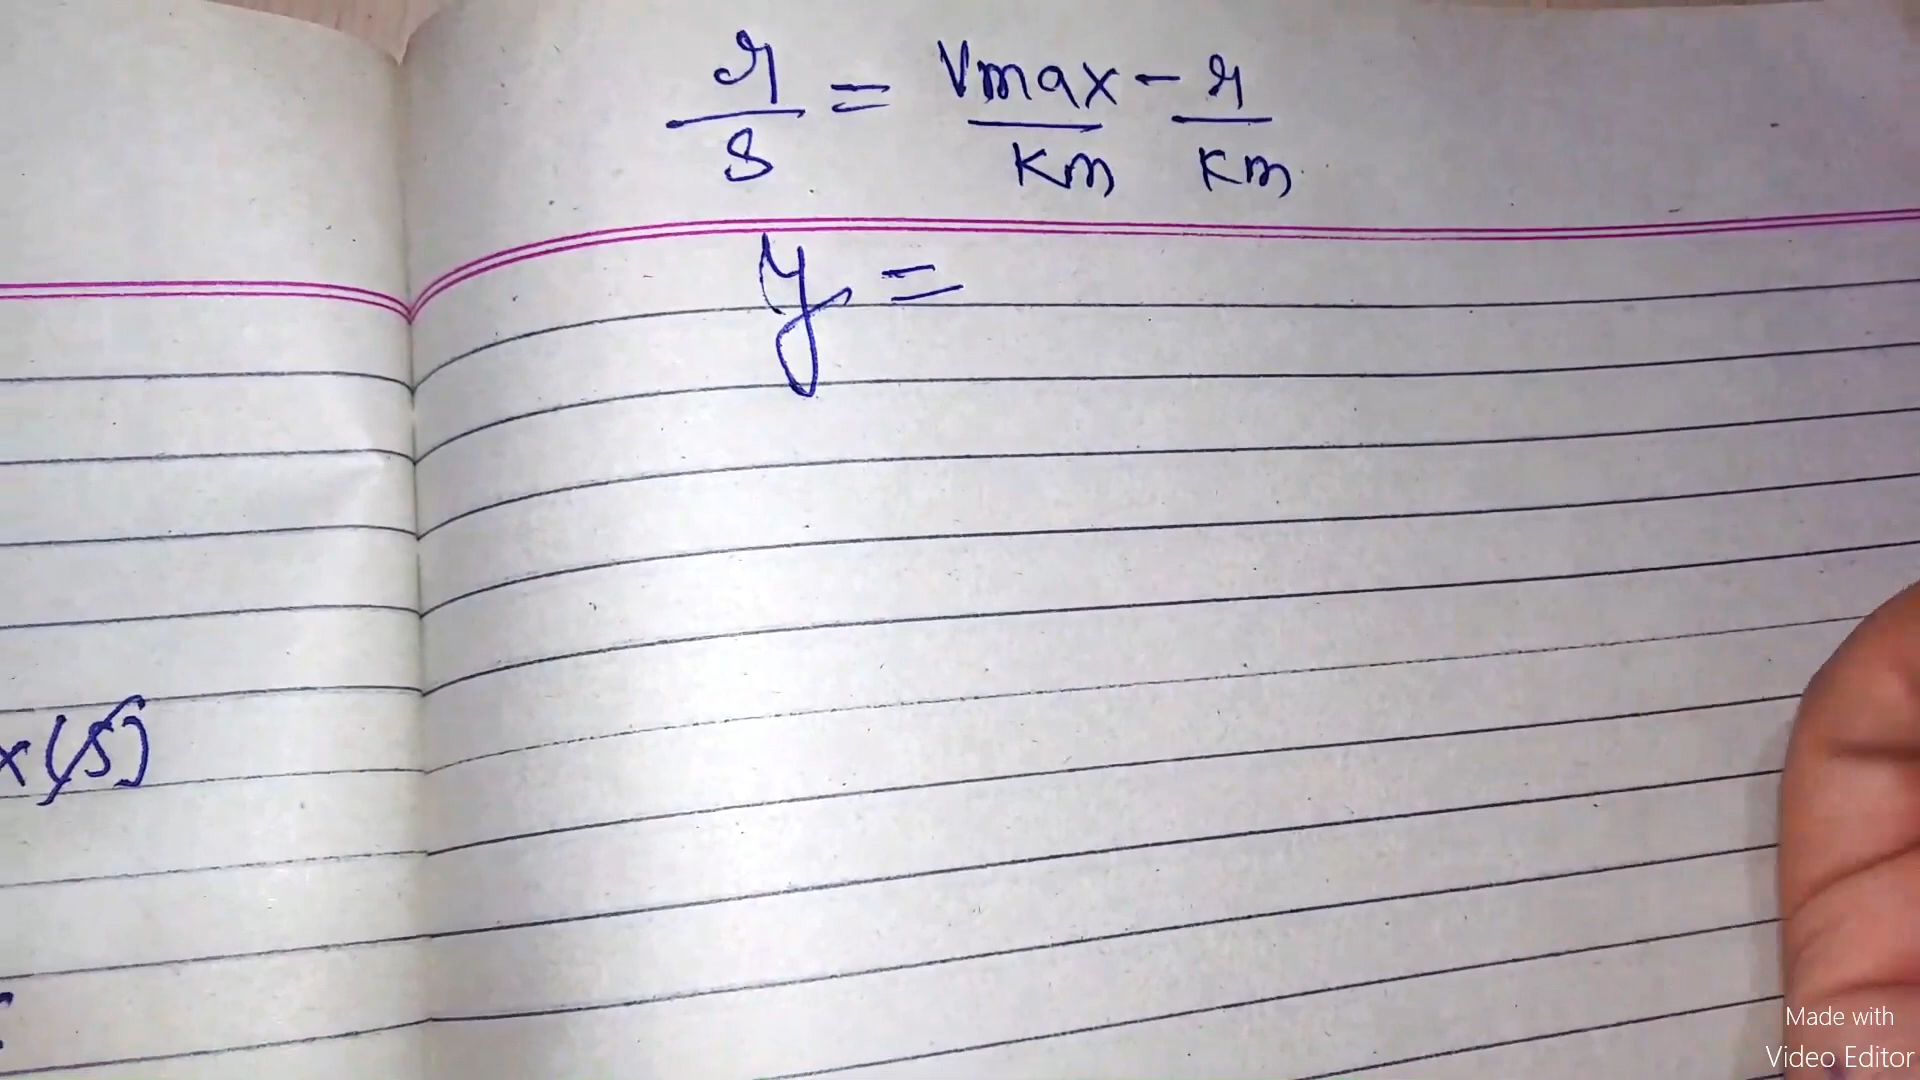 x(S)
r/S = Vmax/Km - r/Km
y =
Made with
Video Editor